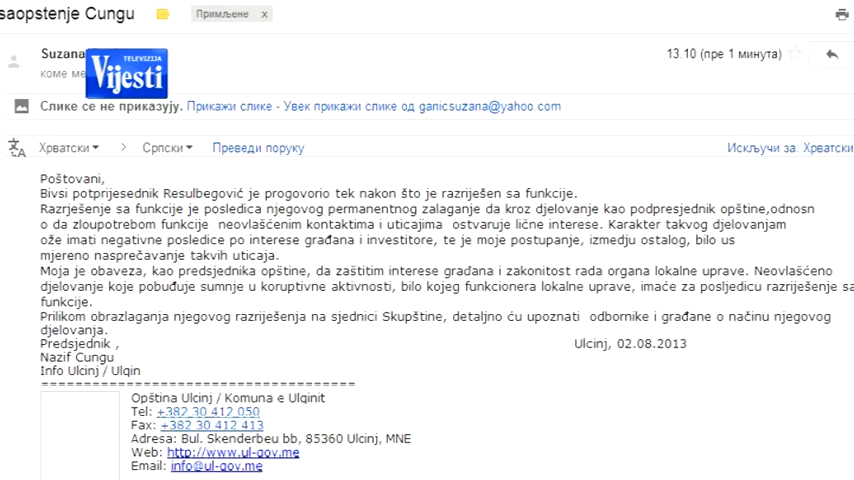 saopstenje Cungu
Примљене x
Suzana
коме ме
TELEVIZIJA
Vijesti
13.10 (пре 1 минута)
Слике се не приказују. Прикажи слике - Увек прикажи слике од ganicsuzana@yahoo.com
Хрватски > Српски Преведи поруку
Искључи за: Хрватски
Poštovani,
Bivsi potprijesednik Resulbegović je progovorio tek nakon što je razriješen sa funkcije.
Razrješenje sa funkcije je posledica njegovog permanentnog zalaganje da kroz djelovanje kao podpresjednik opštine,odnosn
o da zloupotrebom funkcije neovlašćenim kontaktima i uticajima ostvaruje lične interese. Karakter takvog djelovanjam
ože imati negativne posledice po interese građana i investitore, te je moje postupanje, izmedju ostalog, bilo us
mjereno nasprečavanje takvih uticaja.
Moja je obaveza, kao predsjednika opštine, da zaštitim interese građana i zakonitost rada organa lokalne uprave. Neovlašćeno
djelovanje koje pobuđuje sumnje u koruptivne aktivnosti, bilo kojeg funkcionera lokalne uprave, imaće za posljedicu razriješenje sa
funkcije.
Prilikom obrazlaganja njegovog razriješenja na sjednici Skupštine, detaljno ću upoznati odbornike i građane o načinu njegovog
djelovanja.
Predsjednik , Ulcinj, 02.08.2013
Nazif Cungu
Info Ulcinj / Ulqin
====================================
Opština Ulcinj / Komuna e Ulqinit
Tel: +382 30 412 050
Fax: +382 30 412 413
Adresa: Bul. Skenderbeu bb, 85360 Ulcinj, MNE
Web: http://www.ul-gov.me
Email: info@ul-gov.me